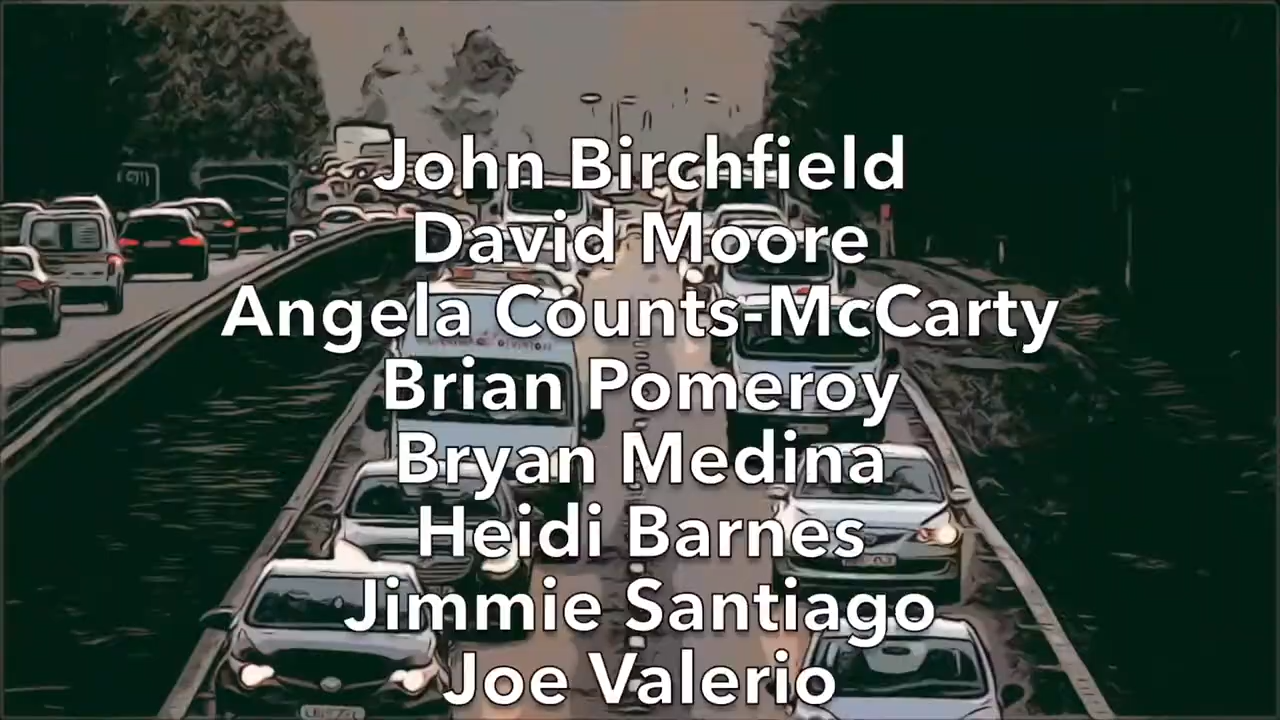 John Birchfield
David Moore
Angela Counts-McCarty
Brian Pomeroy
Bryan Medina
Heidi Barnes
Jimmie Santiago
Joe Valerio